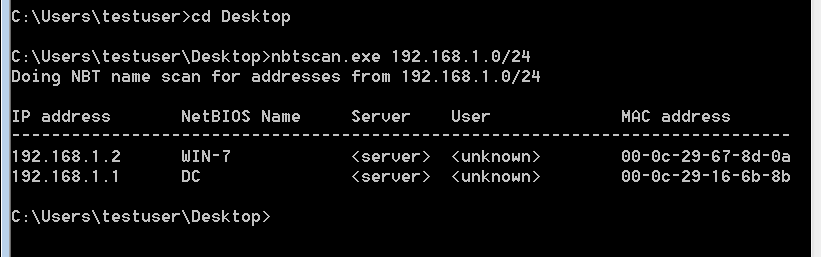 C:\Users\testuser>cd Desktop
C:\Users\testuser\Desktop>nbtscan.exe 192.168.1.0/24
Doing NBT name scan for addresses from 192.168.1.0/24
IP address       NetBIOS Name     Server    User             MAC address
------------------------------------------------------------------------------
192.168.1.2      WIN-7            <server>  <unknown>        00-0c-29-67-8d-0a
192.168.1.1      DC               <server>  <unknown>        00-0c-29-16-6b-8b
C:\Users\testuser\Desktop>